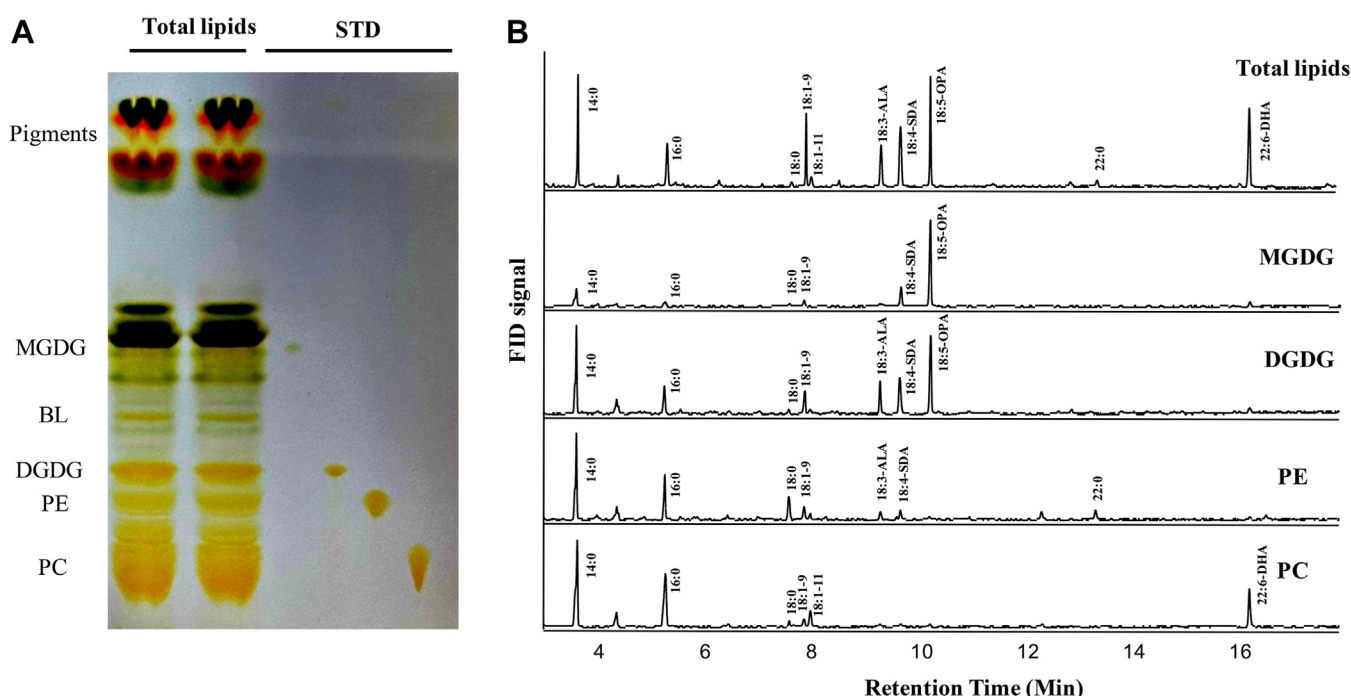 A
Total lipids
STD
Pigments
MGDG
BL
DGDG
PE
PC
B
FID signal
Total lipids
14:0
16:0
18:0
18:1-9
18:1-11
18:3-ALA
18:4-SDA
18:5-OPA
22:0
22:6-DHA
MGDG
14:0
16:0
18:0
18:1-9
18:4-SDA
18:5-OPA
DGDG
14:0
16:0
18:0
18:1-9
18:3-ALA
18:4-SDA
18:5-OPA
PE
14:0
16:0
18:0
18:1-9
18:3-ALA
18:4-SDA
22:0
PC
14:0
16:0
18:0
18:1-9
18:1-11
22:6-DHA
4 6 8 10 12 14 16
Retention Time (Min)